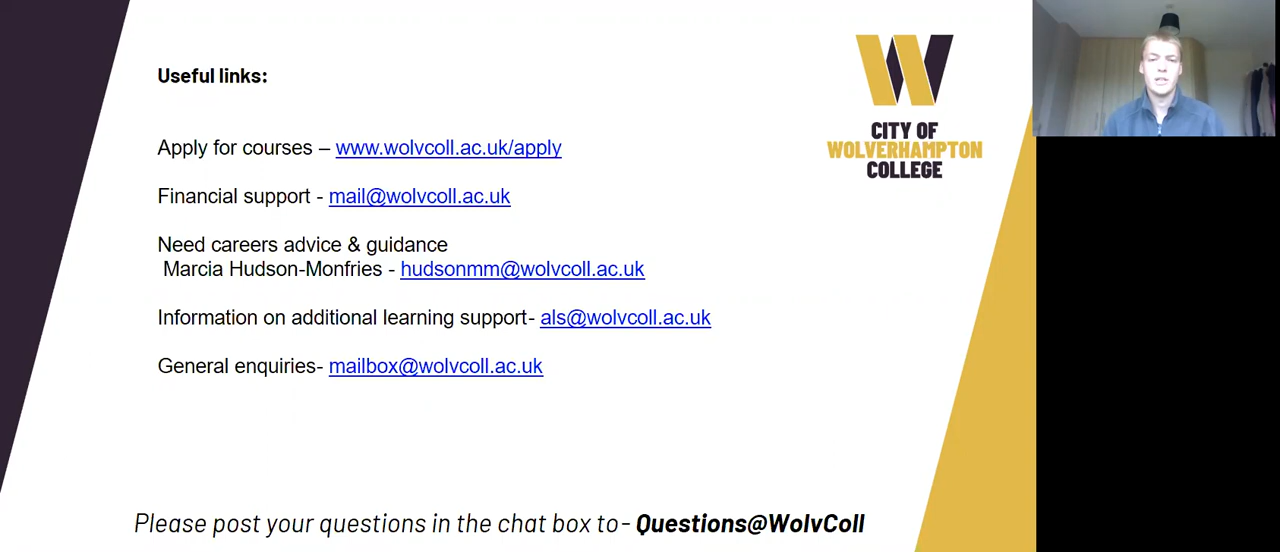 Useful links:
Apply for courses – www.wolvcoll.ac.uk/apply
Financial support - mail@wolvcoll.ac.uk
Need careers advice & guidance
Marcia Hudson-Monfries - hudsonmm@wolvcoll.ac.uk
Information on additional learning support- als@wolvcoll.ac.uk
General enquiries- mailbox@wolvcoll.ac.uk
Please post your questions in the chat box to- Questions@WolvColl
W
CITY OF
WOLVERHAMPTON
COLLEGE